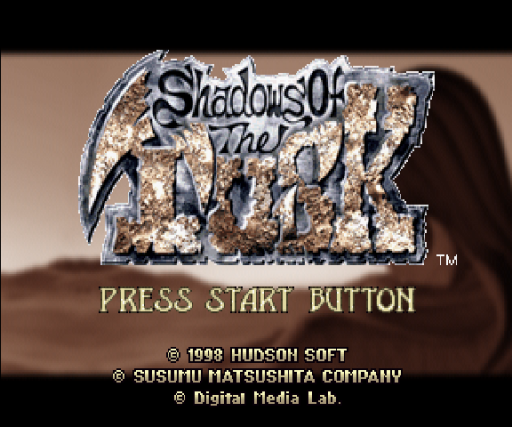 Shadows Of
The
Dusk
™
PRESS START BUTTON
© 1998 HUDSON SOFT
© SUSUMU MATSUSHITA COMPANY
© Digital Media Lab.